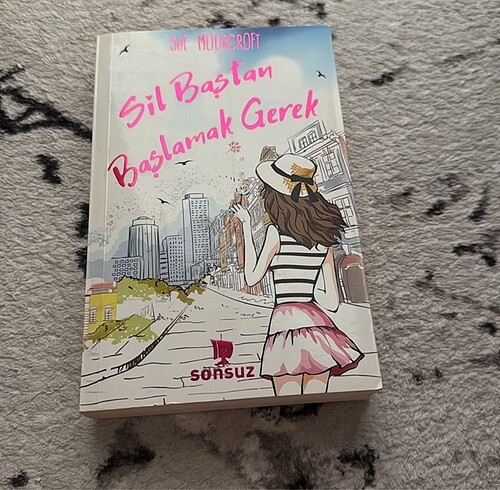 SUE MOORCROFT
Sil Baştan
Başlamak Gerek
sonsuz